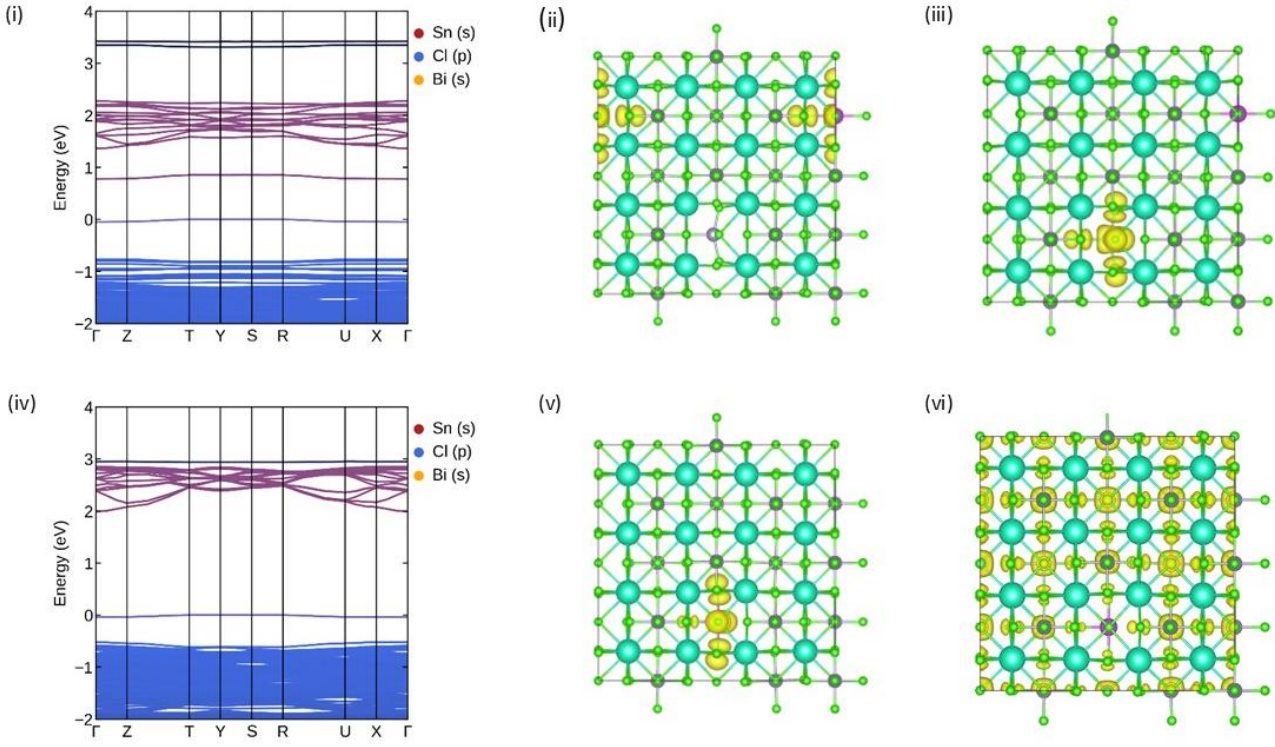 (i)
4
3
2
1
0
−1
−2
Energy (eV)
Γ Z T Y S R U X Γ
Sn (s)
Cl (p)
Bi (s)
(ii)
(iii)
(iv)
4
3
2
1
0
−1
−2
Energy (eV)
Γ Z T Y S R U X Γ
Sn (s)
Cl (p)
Bi (s)
(v)
(vi)